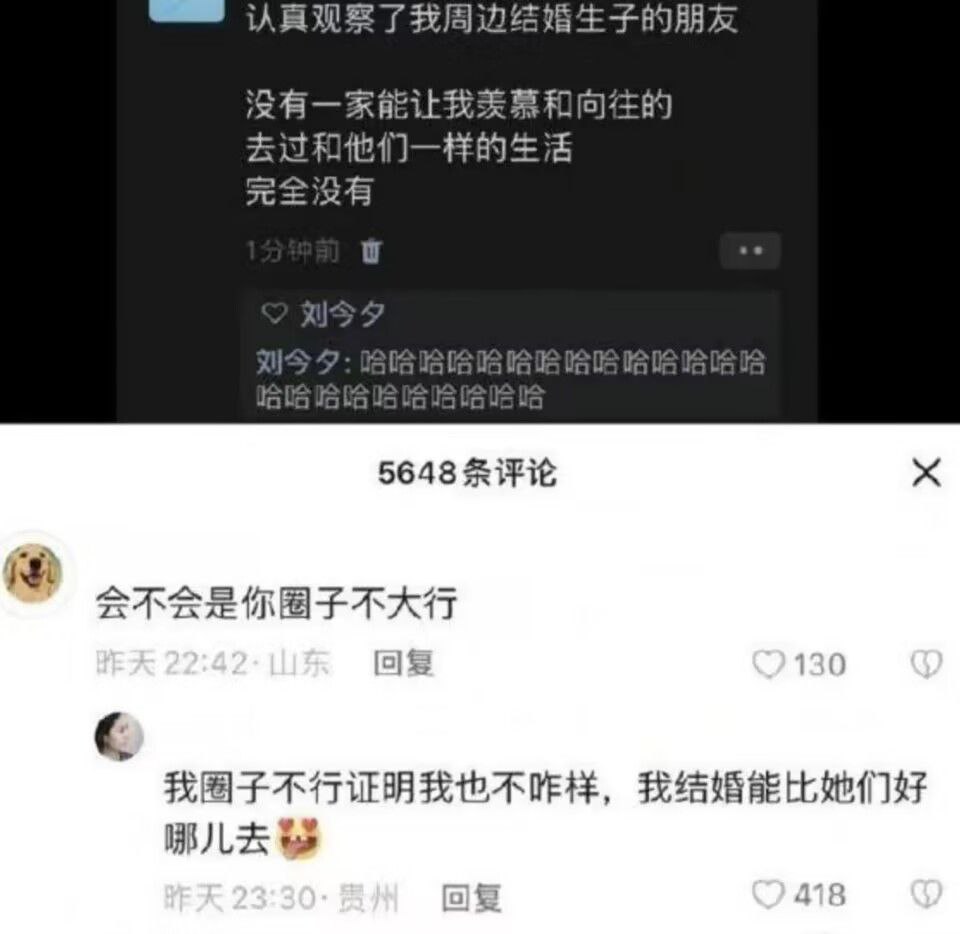 认真观察了我周边结婚生子的朋友
没有一家能让我羡慕和向往的
去过和他们一样的生活
完全没有
1分钟前
刘今夕
刘今夕: 哈哈哈哈哈哈哈哈哈哈哈哈哈哈
哈哈哈哈哈哈哈哈哈哈
5648条评论
会不会是你圈子不大行
昨天 22:42·山东 回复 130
我圈子不行证明我也不咋样，我结婚能比她们好
哪儿去
昨天 23:30·贵州 回复 418